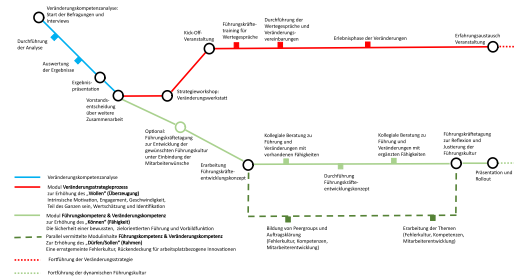 Veränderungskompetenzanalyse:
Start der Befragungen und
Interviews
Durchführung
der Analyse
Auswertung
der Ergebnisse
Ergebnis-
präsentation
Vorstands-
entscheidung
über weitere
Zusammenarbeit
Kick-Off-
Veranstaltung
Führungskräfte-
training für
Wertegespräche
Durchführung der
Wertegespräche und
Veränderungs-
vereinbarungen
Erlebnisphase der Veränderungen
Erfahrungsaustausch
Veranstaltung
Strategieworkshop:
Veränderungswerkstatt
Optional:
Führungskräftetagung
zur Entwicklung der
gewünschten Führungskultur
unter Einbindung der
Mitarbeiterwünsche
Erarbeitung
Führungskräfte-
entwicklungskonzept
Kollegiale Beratung zu
Führung und
Veränderungen mit
vorhandenen Fähigkeiten
Durchführung
Führungskräfte-
entwicklungskonzept
Kollegiale Beratung zu
Führung und
Veränderungen mit
ergänzten Fähigkeiten
Führungskräftetagung
zur Reflexion und
Justierung der
Führungskultur
Präsentation und
Rollout
Bildung von Peergroups und
Auftragsklärung
(Fehlerkultur, Kompetenzen,
Mitarbeiterentwicklung)
Erarbeitung der Themen
(Fehlerkultur, Kompetenzen,
Mitarbeiterentwicklung)
Veränderungskompetenzanalyse
Modul Veränderungsstrategieprozess
zur Erhöhung des „Wollen" (Überzeugung)
Intrinsische Motivation, Engagement, Geschwindigkeit,
Teil des Ganzen sein, Wertschätzung und Identifikation
Modul Führungskompetenz & Veränderungskompetenz
zur Erhöhung des "Können" (Fähigkeit)
Die Sicherheit einer bewussten, zielorientierten Führung und Vorbildfunktion
Parallel vermittelte Modulinhalte Führungskompetenz & Veränderungskompetenz
Zur Erhöhung des „Dürfen/Sollen" (Rahmen)
Eine ernstgemeinte Fehlerkultur, Rückendeckung für arbeitsplatzbezogene Innovationen
Fortführung der Veränderungsstrategie
Fortführung der dynamischen Führungskultur